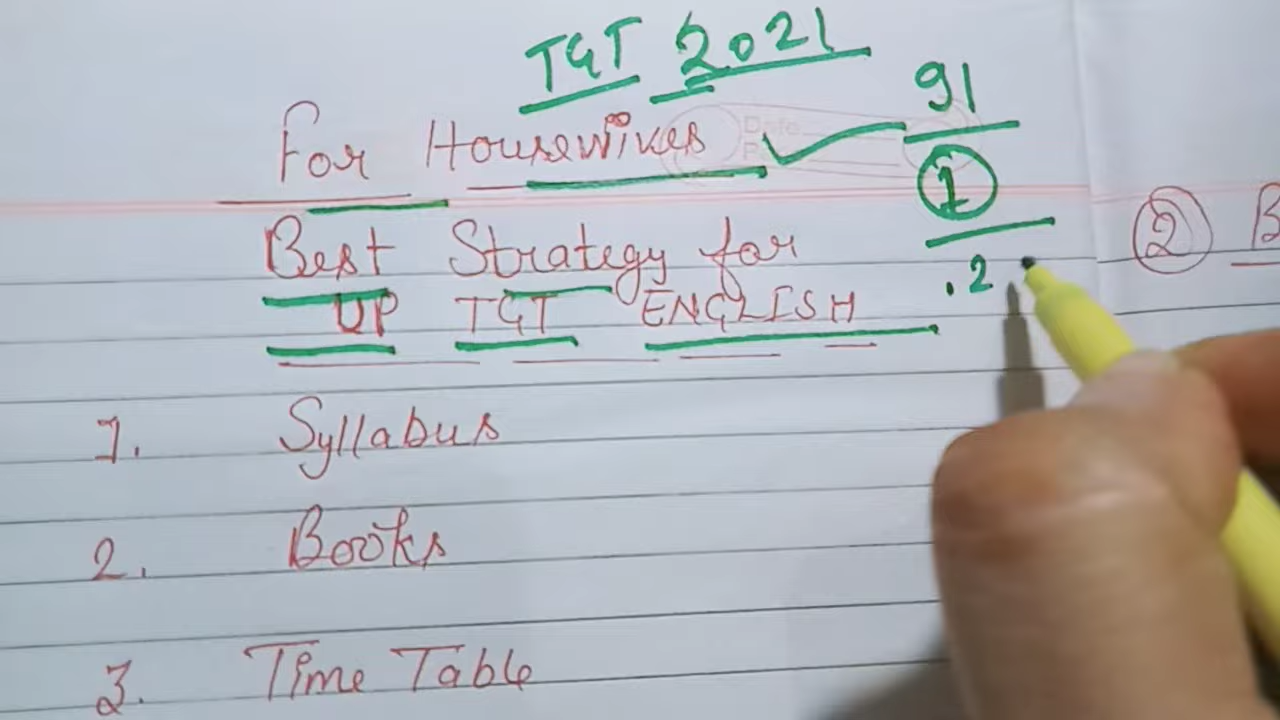 TGT 2021
91
For Housewives
1
Best Strategy for
.2
UP TGT ENGLISH
2 B
1. Syllabus
2. Books
3. Time Table